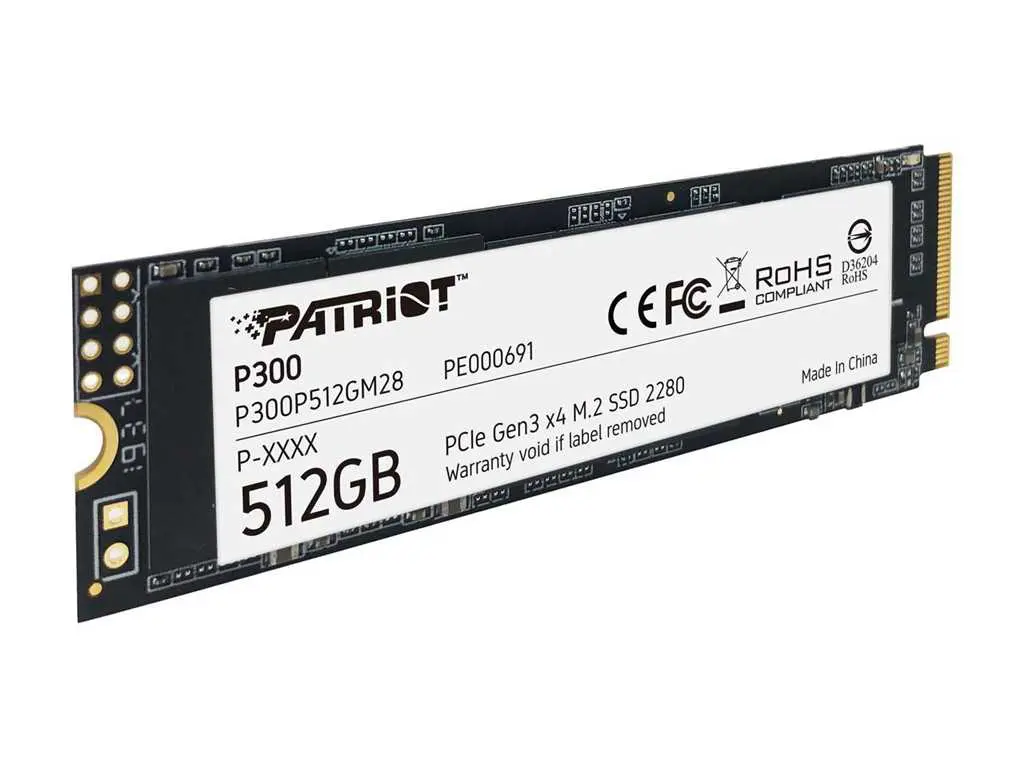 PATRIOT™
P300
P300P512GM28 PE000691
P-XXXX
512GB
PCIe Gen3 x4 M.2 SSD 2280
Warranty void if label removed
CE FC RoHS
COMPLIANT
D36204
RoHS
Made In China